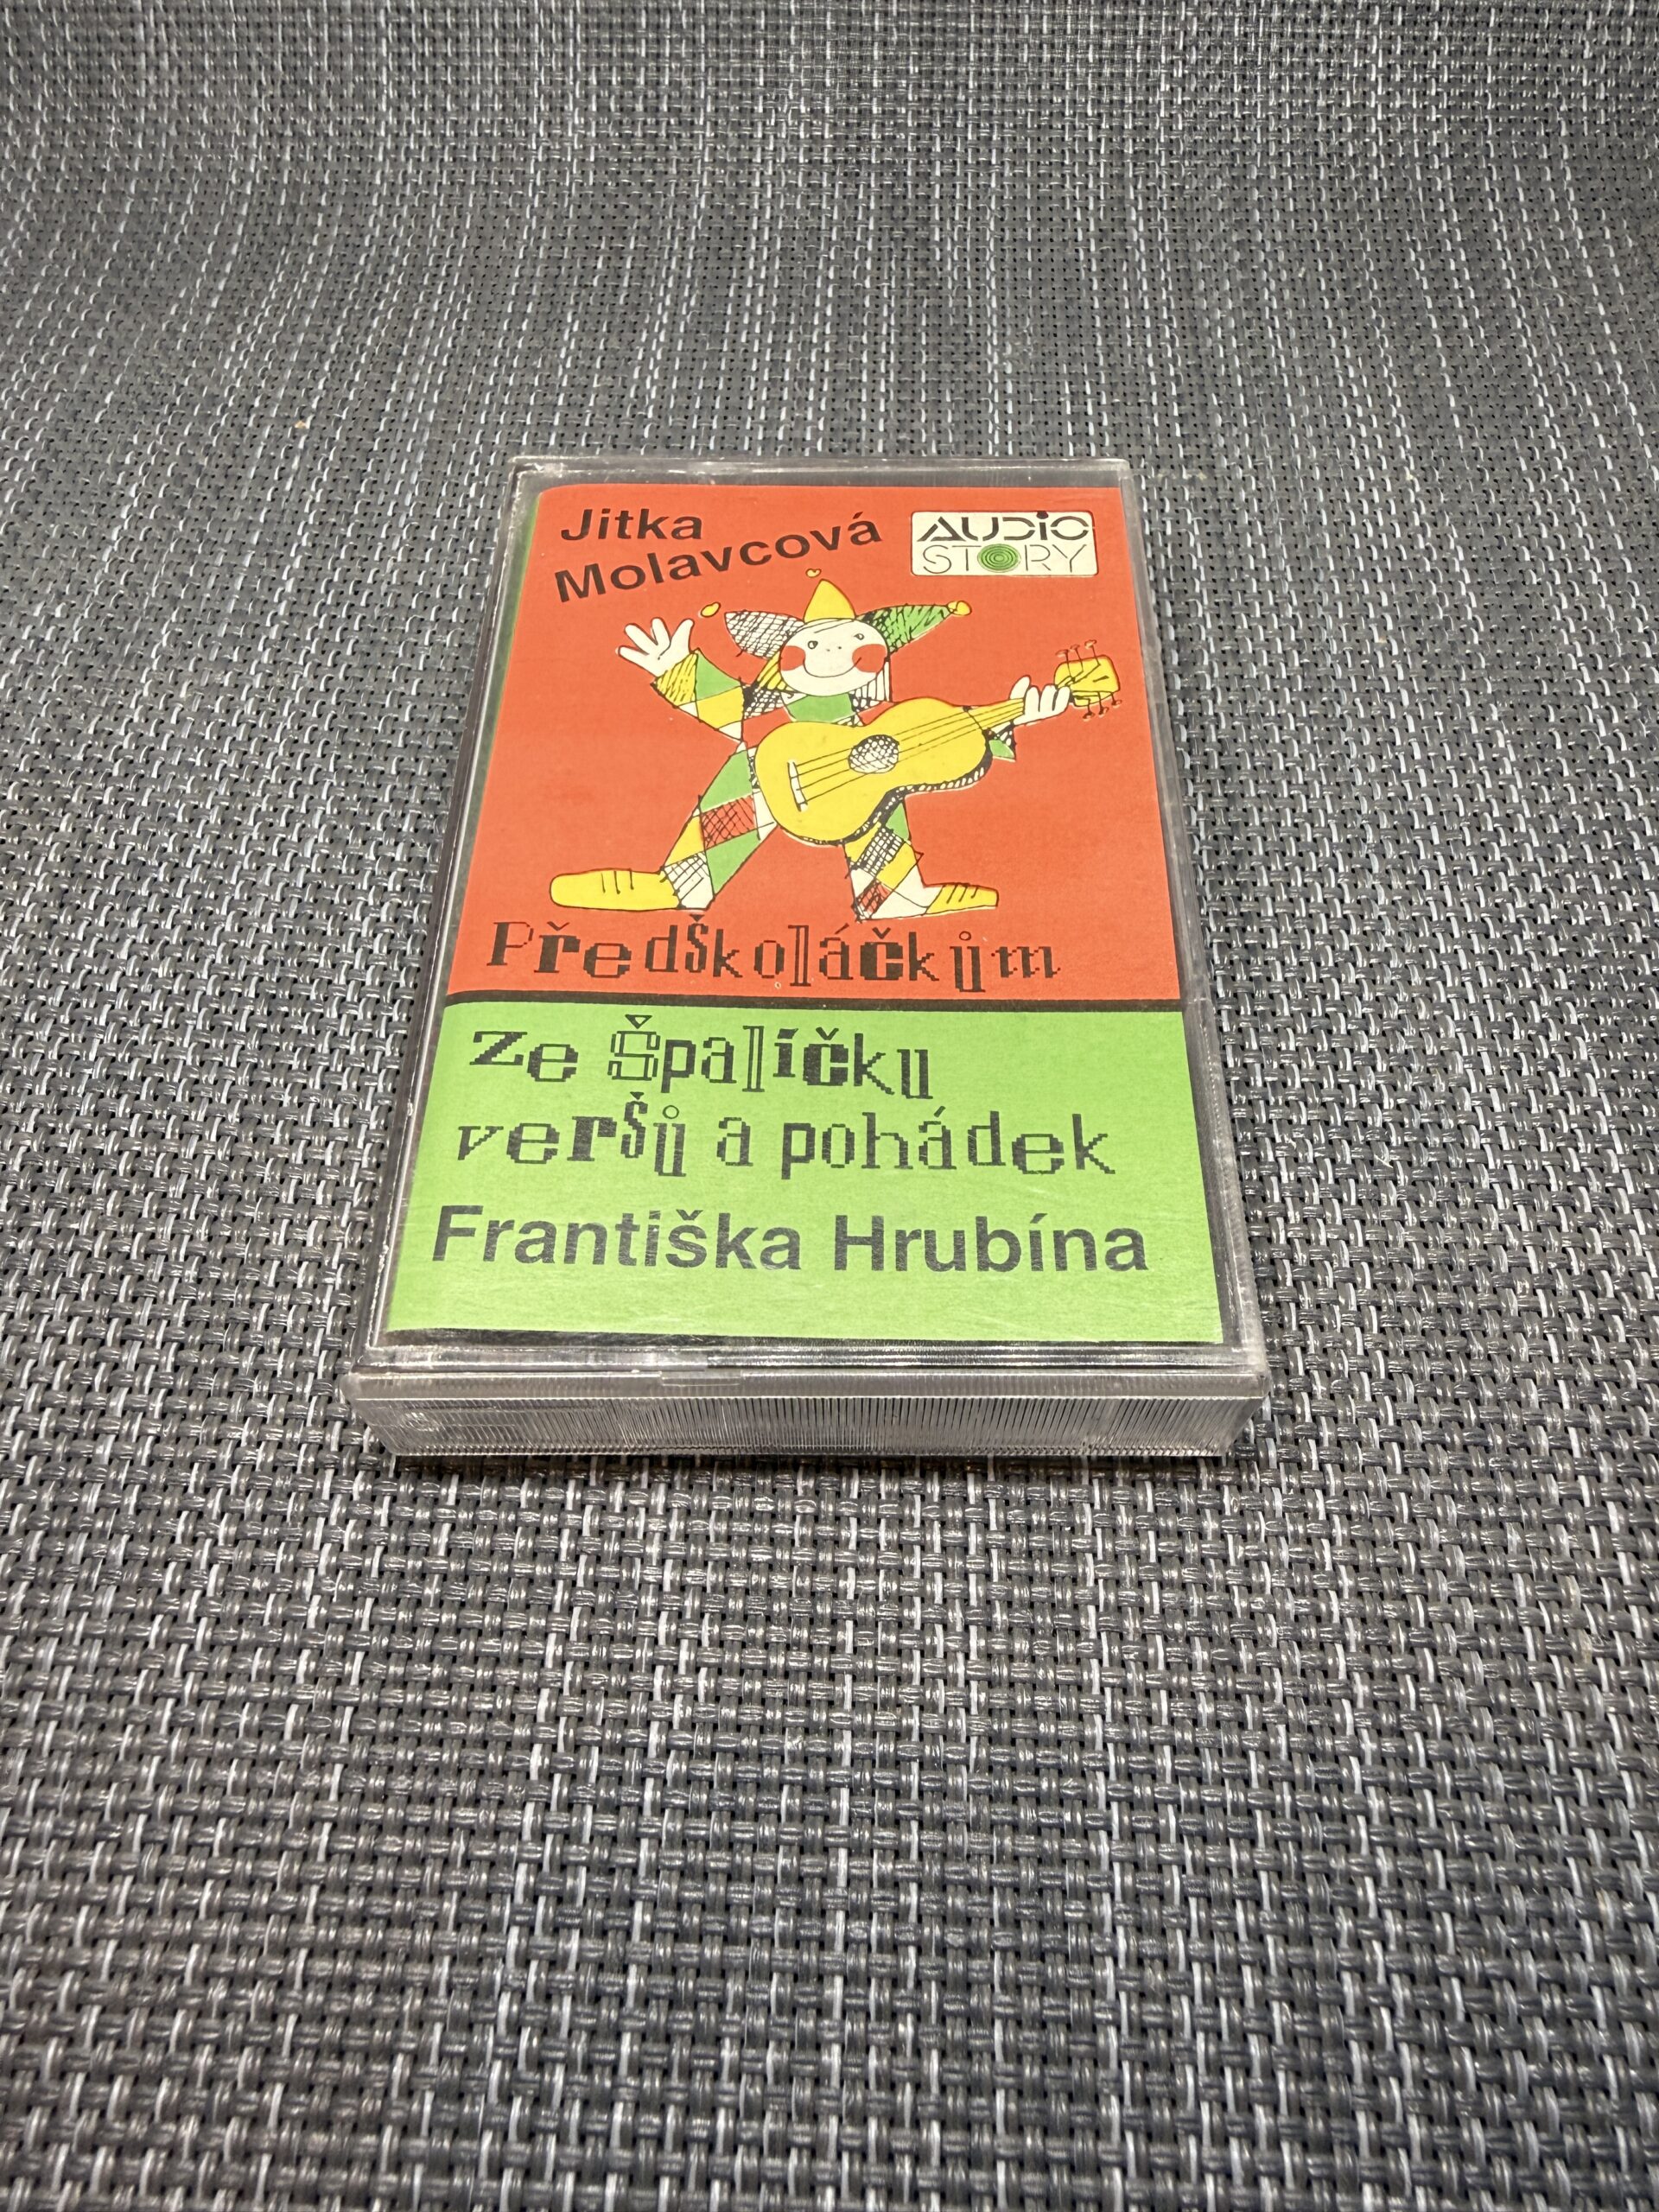 Jitka
Molavcová
AUDiO
STORY
Předškoláčkům
ze špalíčku
veršů a pohádek
Františka Hrubína